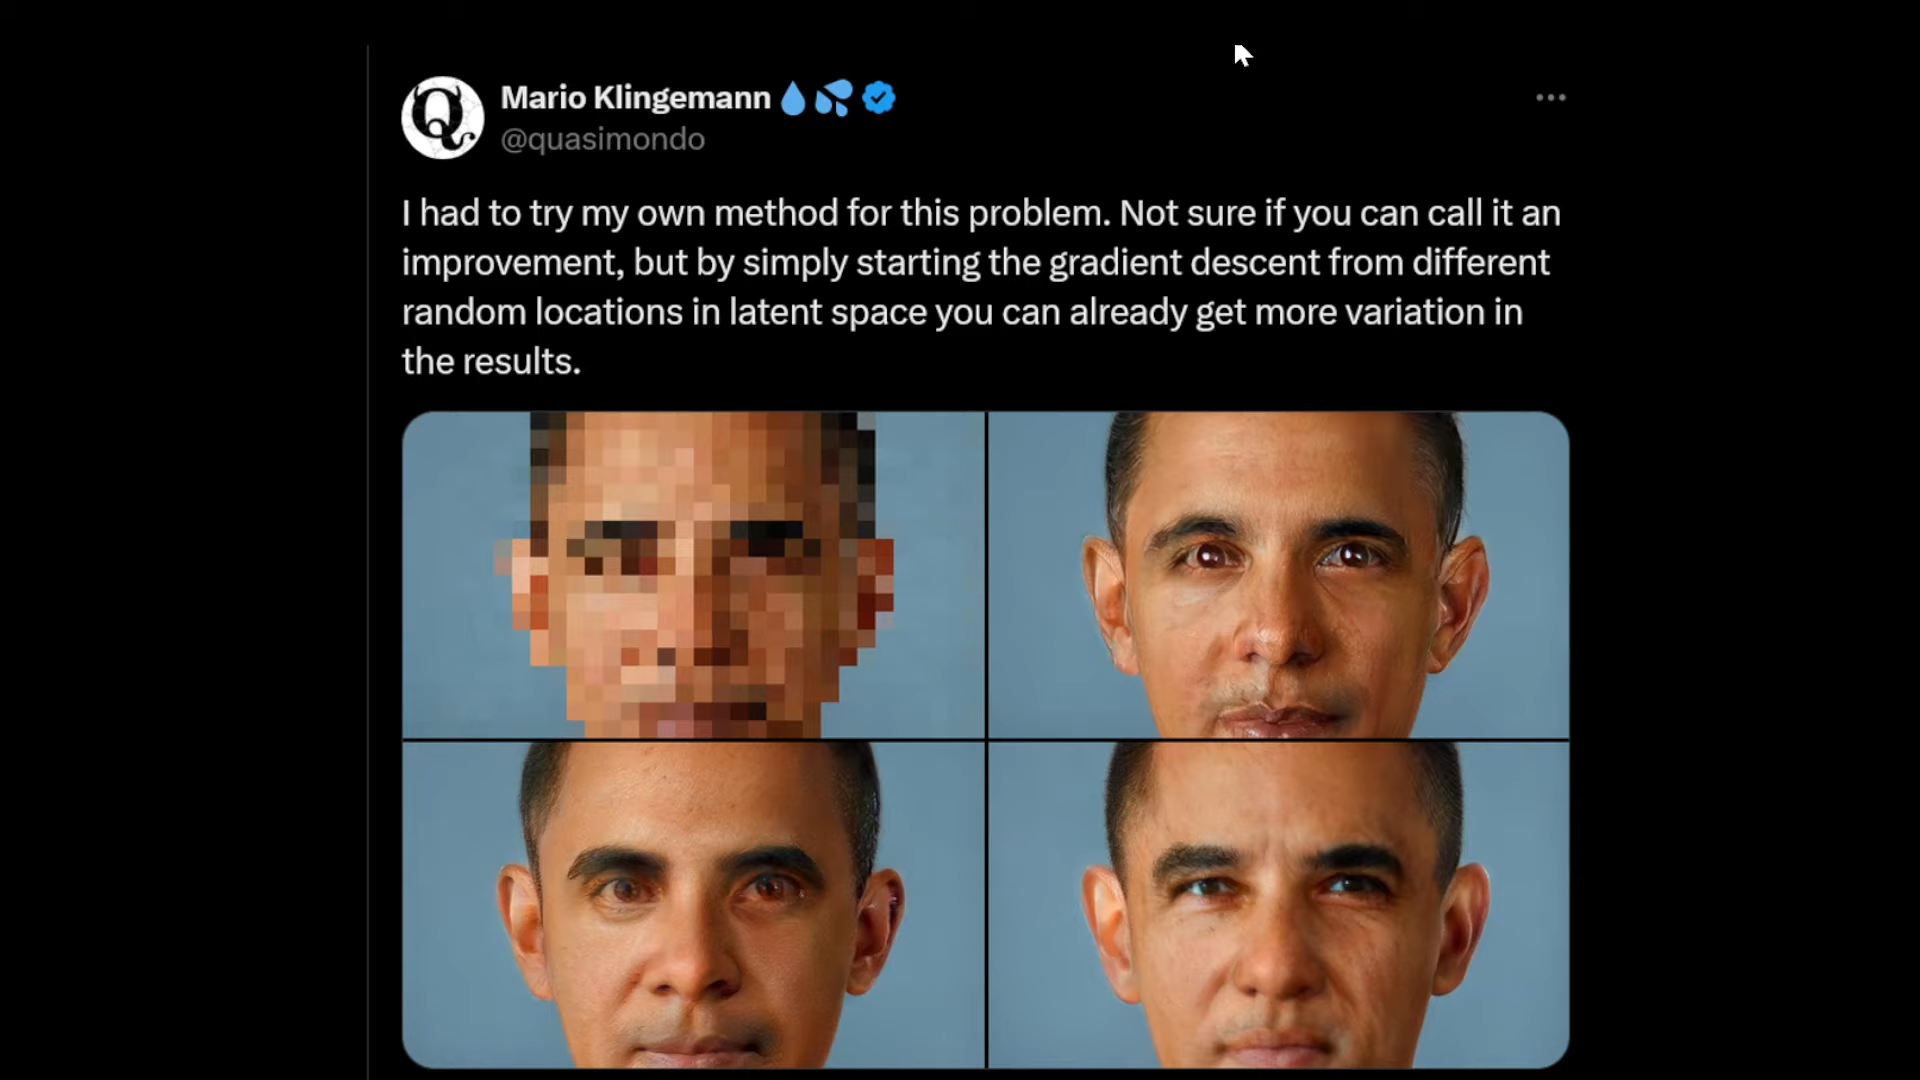 Mario Klingemann 💧💦
@quasimondo
I had to try my own method for this problem. Not sure if you can call it an
improvement, but by simply starting the gradient descent from different
random locations in latent space you can already get more variation in
the results.